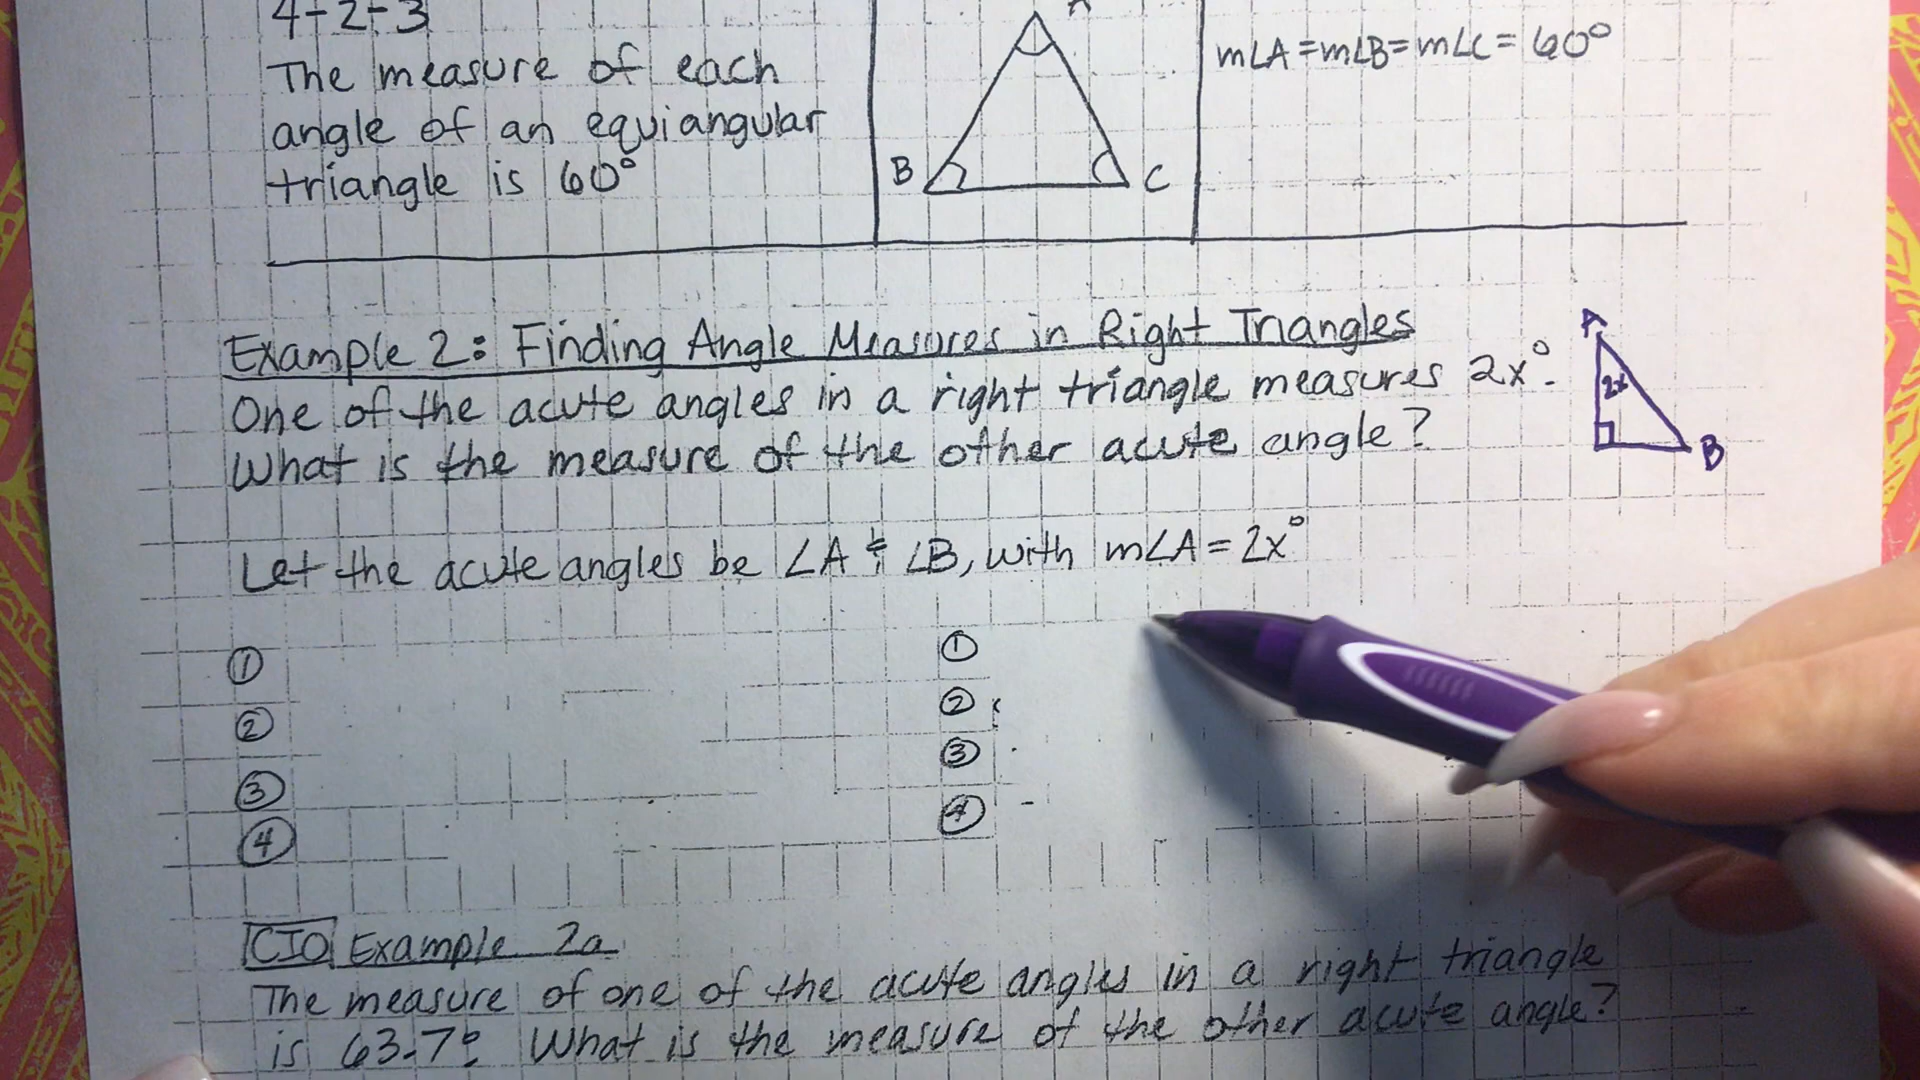 4-2-3
The measure of each
angle of an equiangular
triangle is 60°
A
B
C
m∠A=m∠B=m∠C=60°
Example 2: Finding Angle Measures in Right Triangles
One of the acute angles in a right triangle measures 2x°.
What is the measure of the other acute angle?
A
2x
B
Let the acute angles be ∠A & ∠B, with m∠A = 2x°
①
②
③
④
①
②
③
④
CIO Example 2a
The measure of one of the acute angles in a right triangle
is 63.7°. What is the measure of the other acute angle?